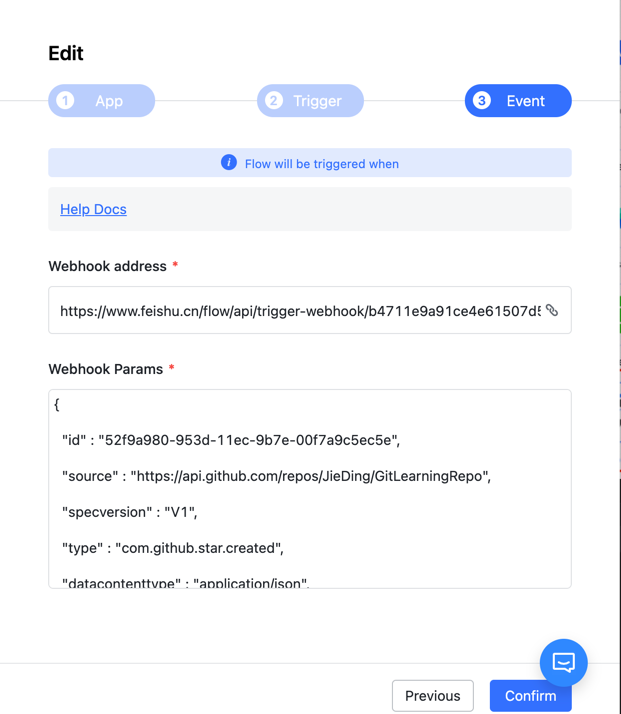 Edit
1 App
2 Trigger
3 Event
i Flow will be triggered when
Help Docs
Webhook address *
https://www.feishu.cn/flow/api/trigger-webhook/b4711e9a91ce4e61507d5
Webhook Params *
{
"id" : "52f9a980-953d-11ec-9b7e-00f7a9c5ec5e",
"source" : "https://api.github.com/repos/JieDing/GitLearningRepo",
"specversion" : "V1",
"type" : "com.github.star.created",
"datacontenttype" : "application/json",
Previous
Confirm